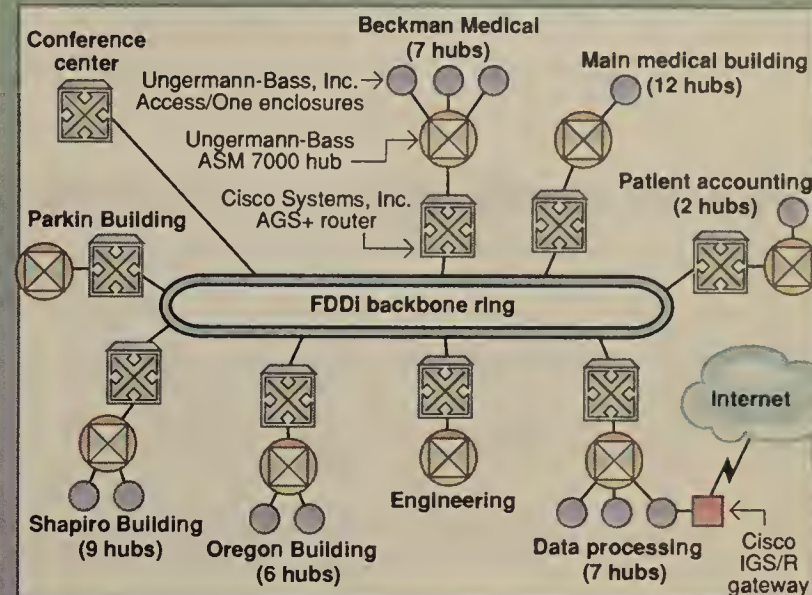 Conference
center
Beckman Medical
(7 hubs)
Ungermann-Bass, Inc.
Access/One enclosures
Main medical building
(12 hubs)
Ungermann-Bass
ASM 7000 hub
Cisco Systems, Inc.
AGS+ router
Patient accounting
(2 hubs)
Parkin Building
FDDi backbone ring
Internet
Shapiro Building
(9 hubs)
Oregon Building
(6 hubs)
Engineering
Data processing
(7 hubs)
Cisco
IGS/R
gateway